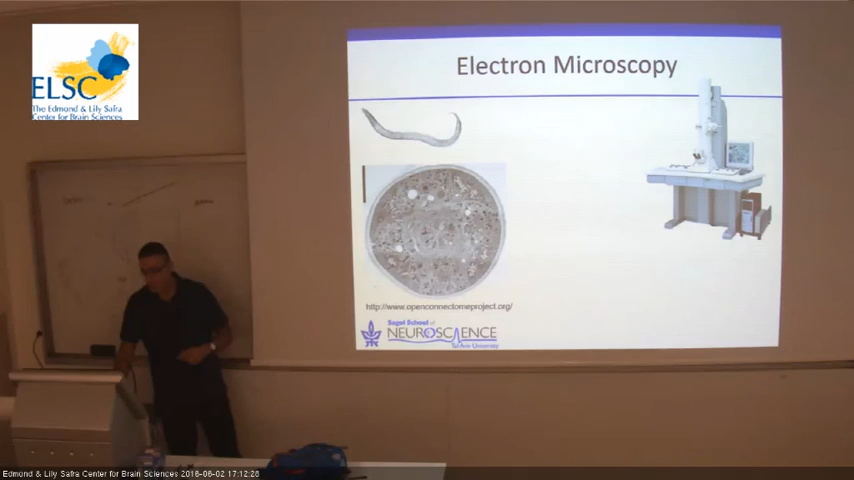 ELSC
The Edmond & Lily Safra
Center for Brain Sciences
Electron Microscopy
http://www.openconnectomeproject.org/
Sagol School of
NEUROSCIENCE
Tel Aviv University
Edmond & Lily Safra Center for Brain Sciences 2016-06-02 17:12:28